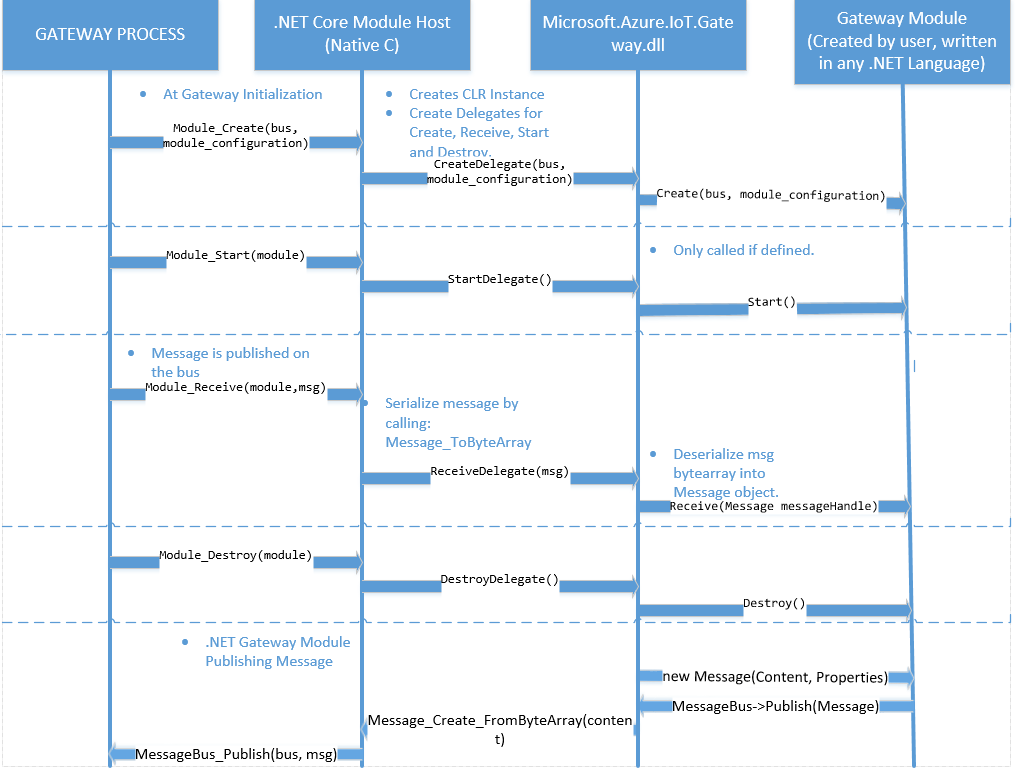 GATEWAY PROCESS
.NET Core Module Host
(Native C)
Microsoft.Azure.IoT.Gate
way.dll
Gateway Module
(Created by user, written
in any .NET Language)
• At Gateway Initialization
• Creates CLR Instance
• Create Delegates for
Create, Receive, Start
and Destroy.
Module_Create(bus,
module_configuration)
CreateDelegate(bus,
module_configuration)
Create(bus, module_configuration)
Module_Start(module)
• Only called if defined.
StartDelegate()
Start()
• Message is published on
the bus
Module_Receive(module,msg)
• Serialize message by
calling:
Message_ToByteArray
ReceiveDelegate(msg)
• Deserialize msg
bytearray into
Message object.
Receive(Message messageHandle)
Module_Destroy(module)
DestroyDelegate()
Destroy()
• .NET Gateway Module
Publishing Message
new Message(Content, Properties)
MessageBus->Publish(Message)
Message_Create_FromByteArray(conten
t)
MessageBus_Publish(bus, msg)